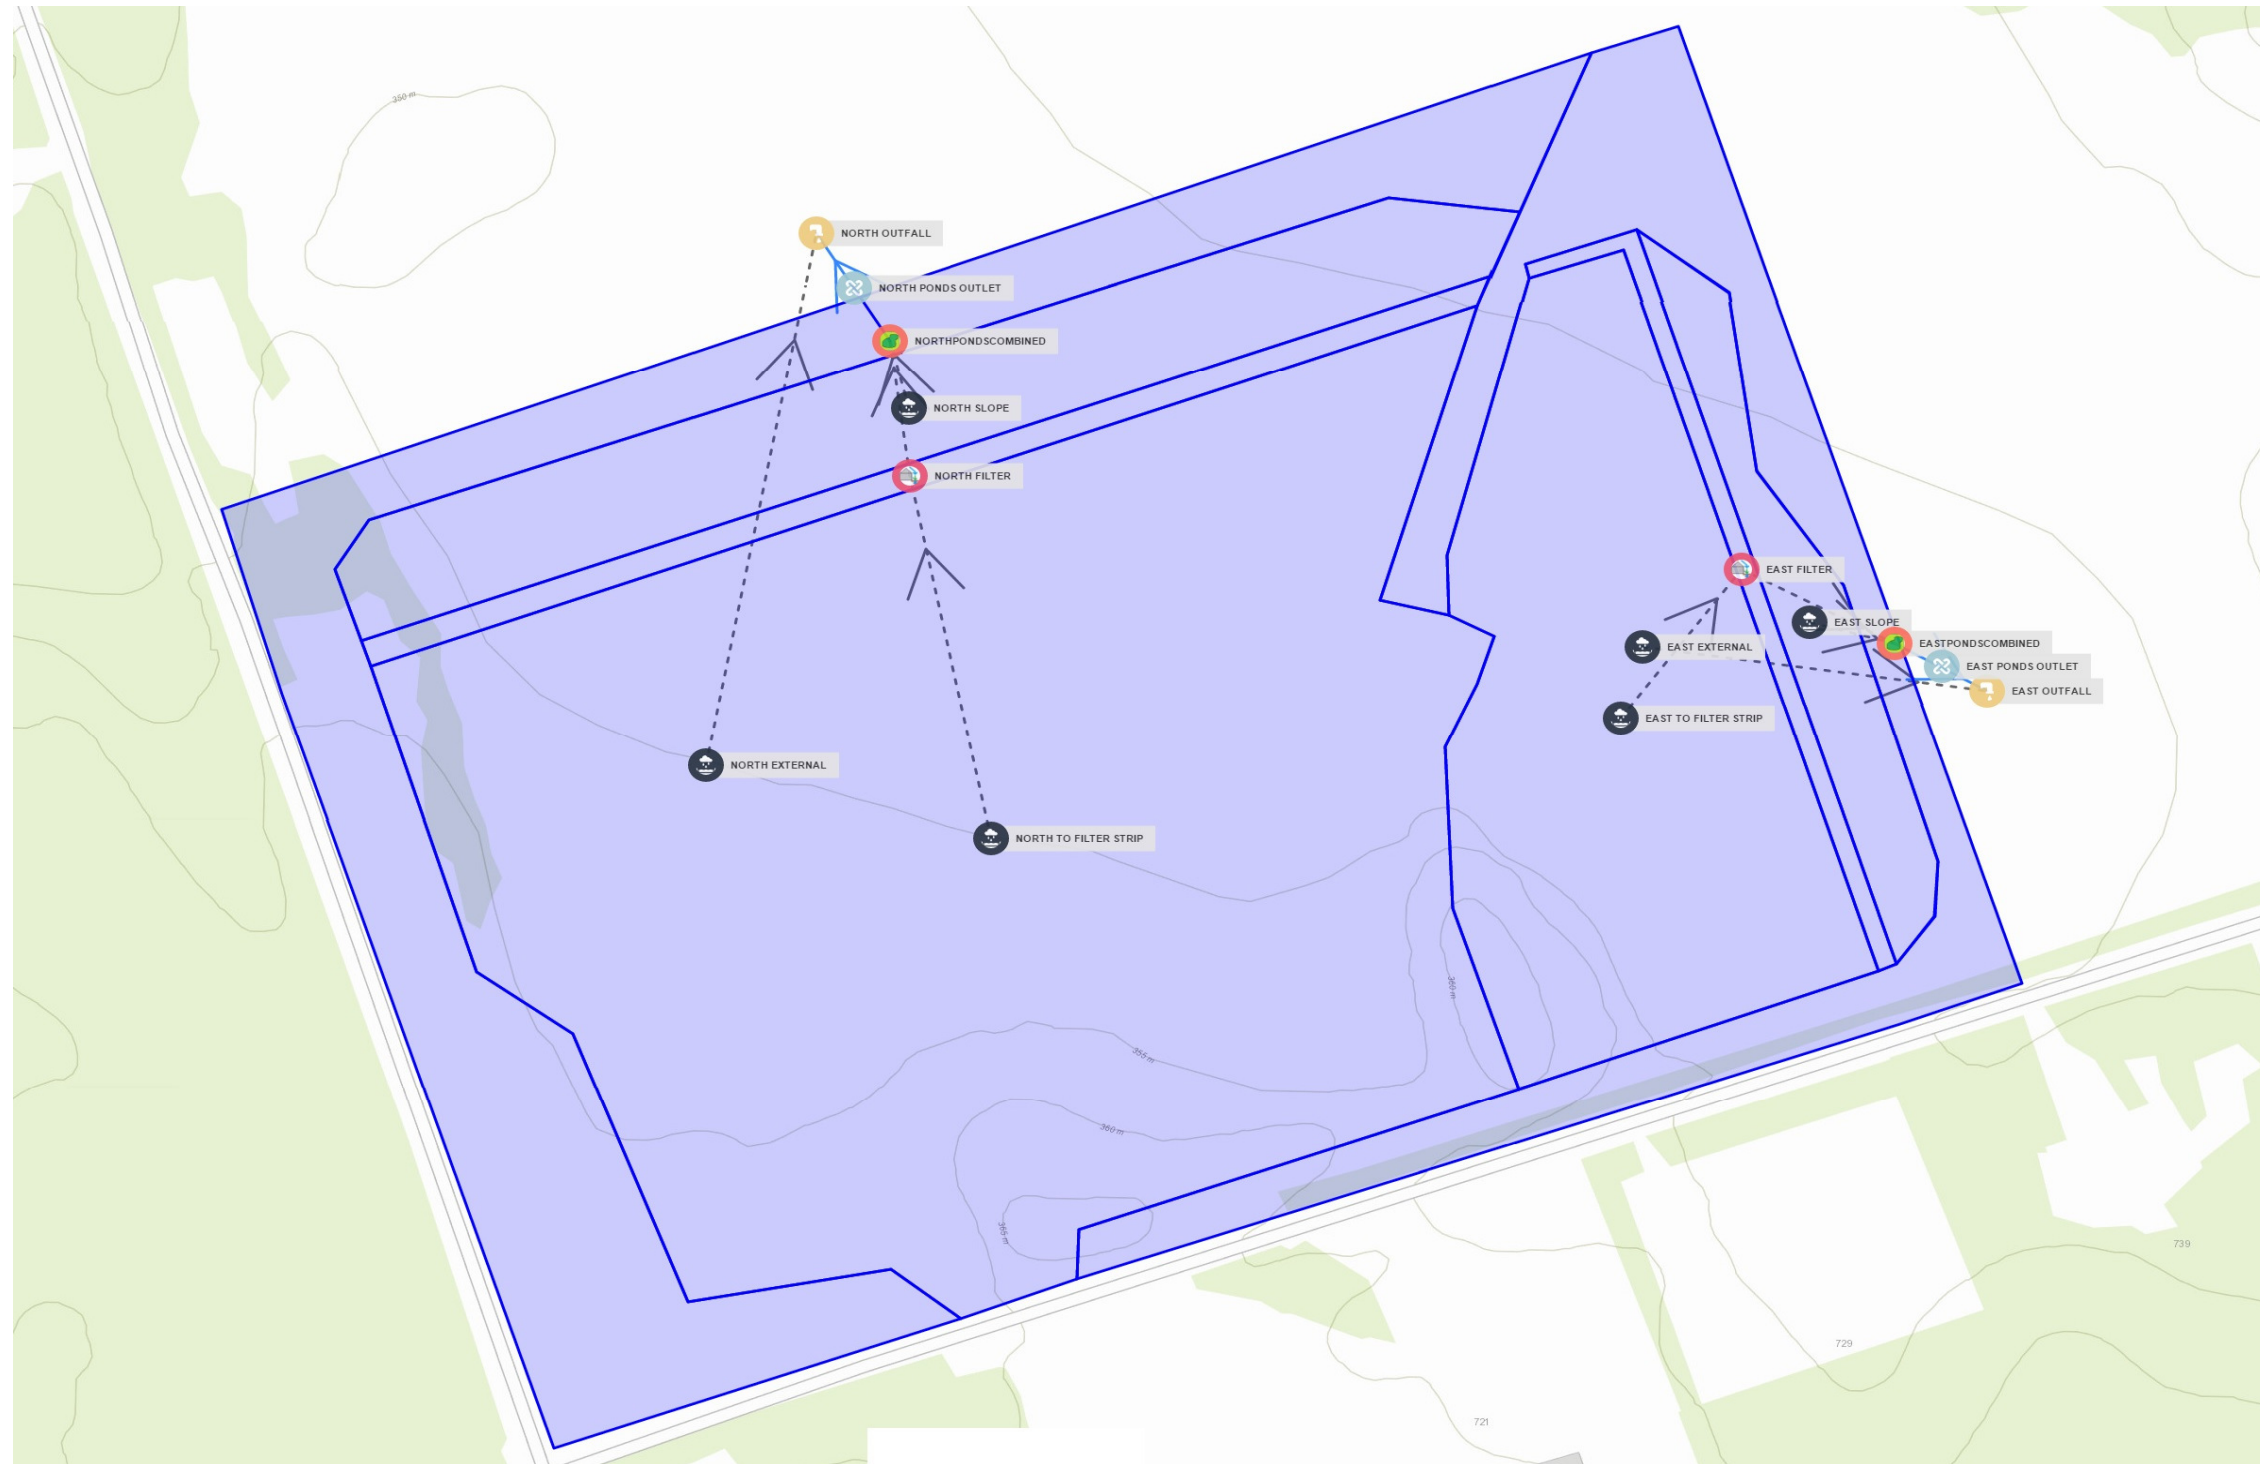 350 m
NORTH OUTFALL
NORTH PONDS OUTLET
NORTHPONDSCOMBINED
NORTH SLOPE
NORTH FILTER
EAST FILTER
EAST SLOPE
EAST EXTERNAL
EASTPONDSCOMBINED
EAST PONDS OUTLET
EAST OUTFALL
EAST TO FILTER STRIP
NORTH EXTERNAL
NORTH TO FILTER STRIP
360 m
355 m
360 m
365 m
739
729
721